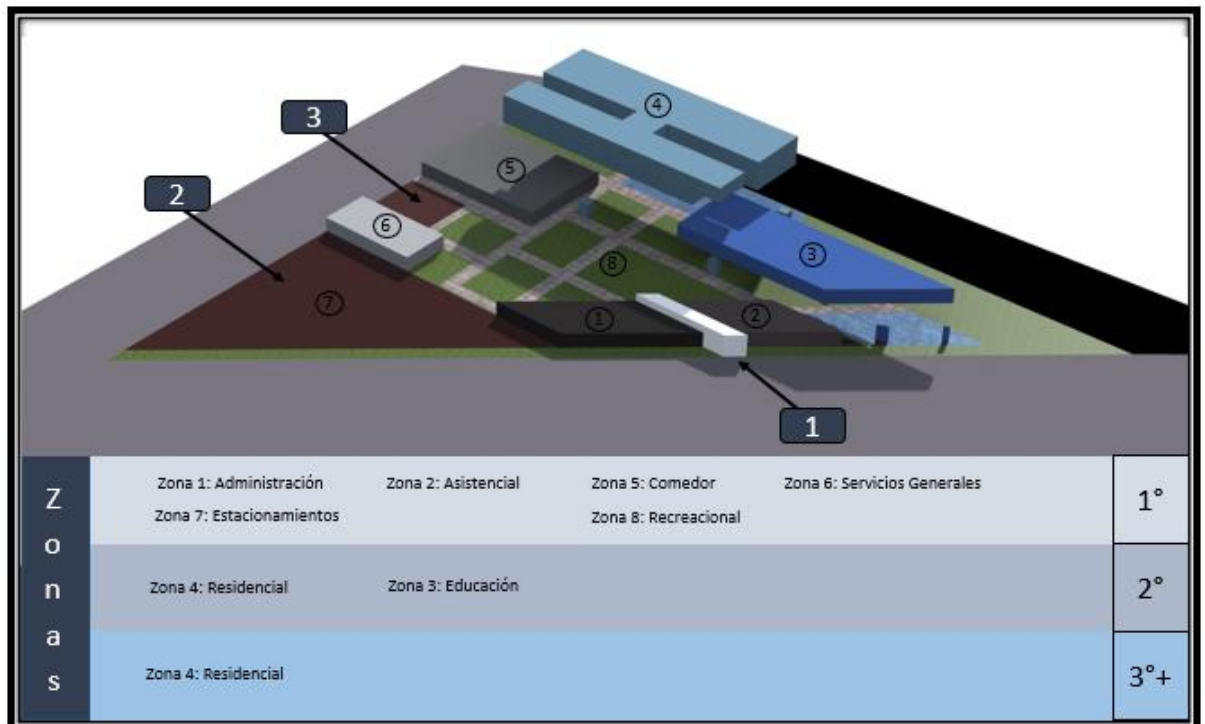 3
2
4
5
6
3
8
7
1
2
1
Zonas
Zona 1: Administración
Zona 2: Asistencial
Zona 5: Comedor
Zona 6: Servicios Generales
Zona 7: Estacionamientos
Zona 8: Recreacional
1°
Zona 4: Residencial
Zona 3: Educación
2°
Zona 4: Residencial
3°+